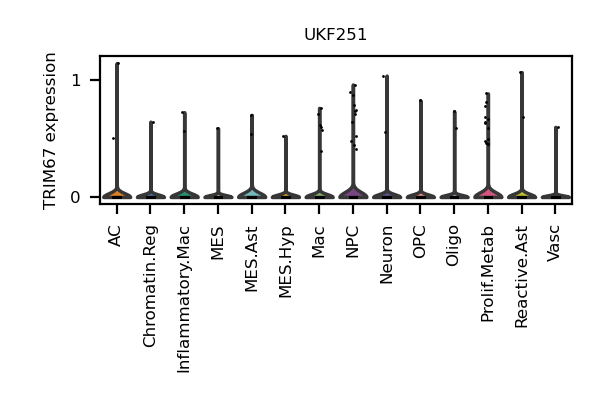 UKF251
TRIM67 expression
1
0
AC
Chromatin.Reg
Inflammatory.Mac
MES
MES.Ast
MES.Hyp
Mac
NPC
Neuron
OPC
Oligo
Prolif.Metab
Reactive.Ast
Vasc